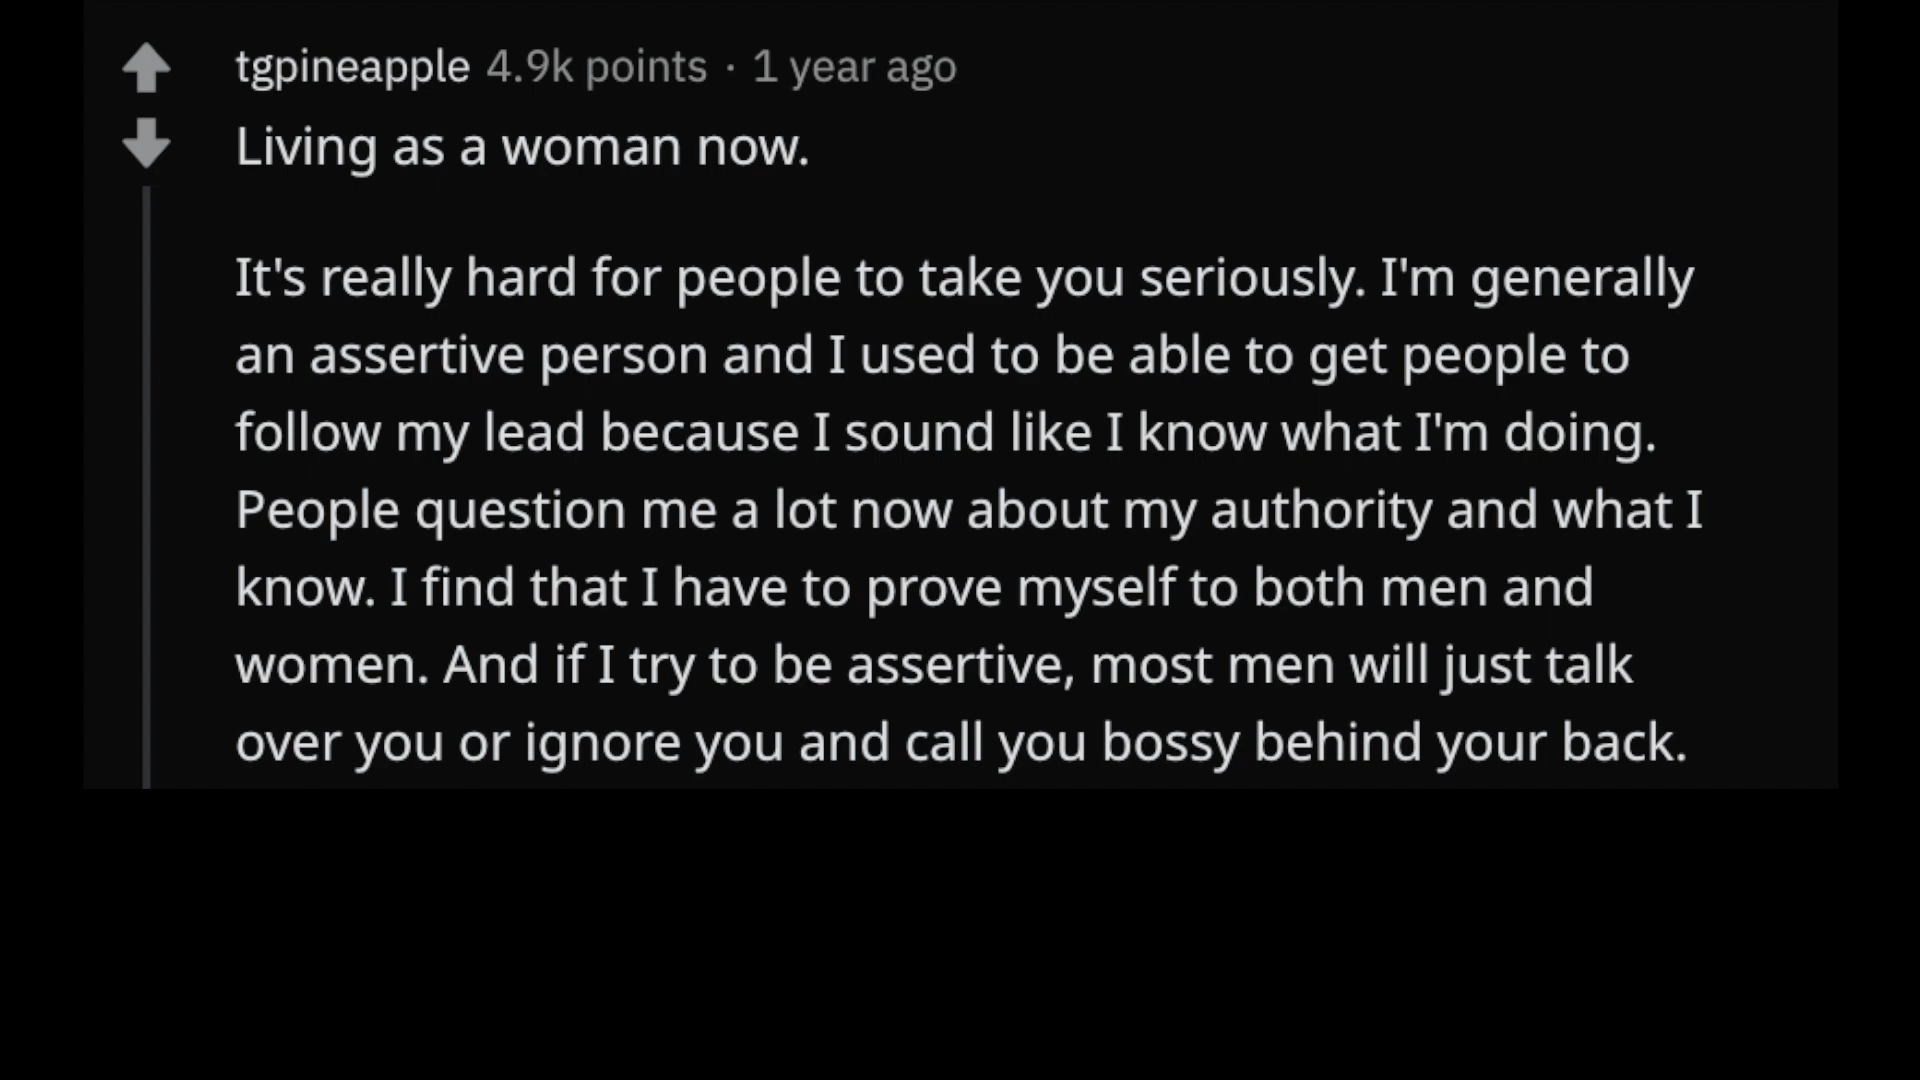 tgpineapple 4.9k points · 1 year ago
Living as a woman now.
It's really hard for people to take you seriously. I'm generally
an assertive person and I used to be able to get people to
follow my lead because I sound like I know what I'm doing.
People question me a lot now about my authority and what I
know. I find that I have to prove myself to both men and
women. And if I try to be assertive, most men will just talk
over you or ignore you and call you bossy behind your back.